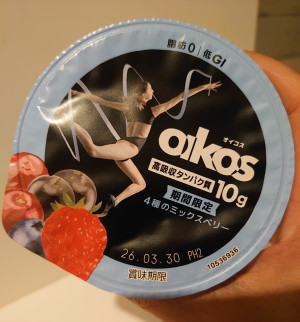 脂肪0 低GI
oikos
オイコス
高吸収タンパク質 10g
期間限定
4種のミックスベリー
26.03.30 PH2
賞味期限
10536936